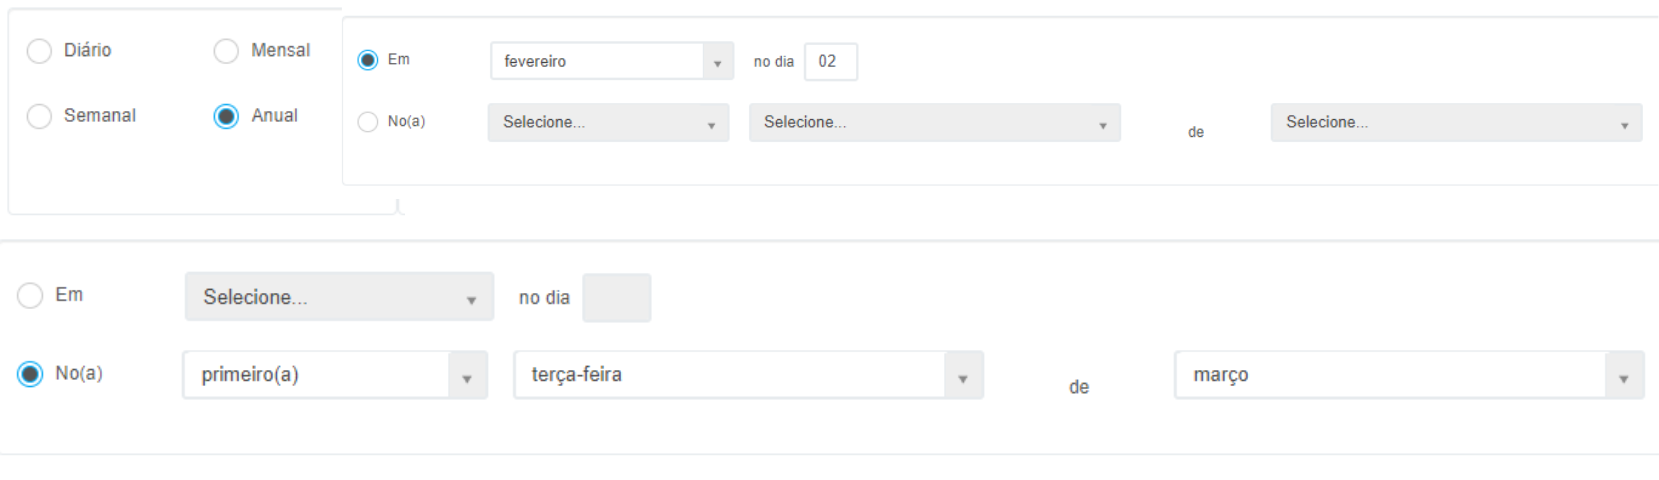 Diário Mensal
Em fevereiro no dia 02
Semanal Anual
No(a) Selecione... Selecione... de Selecione...
Em Selecione... no dia
No(a) primeiro(a) terça-feira de março